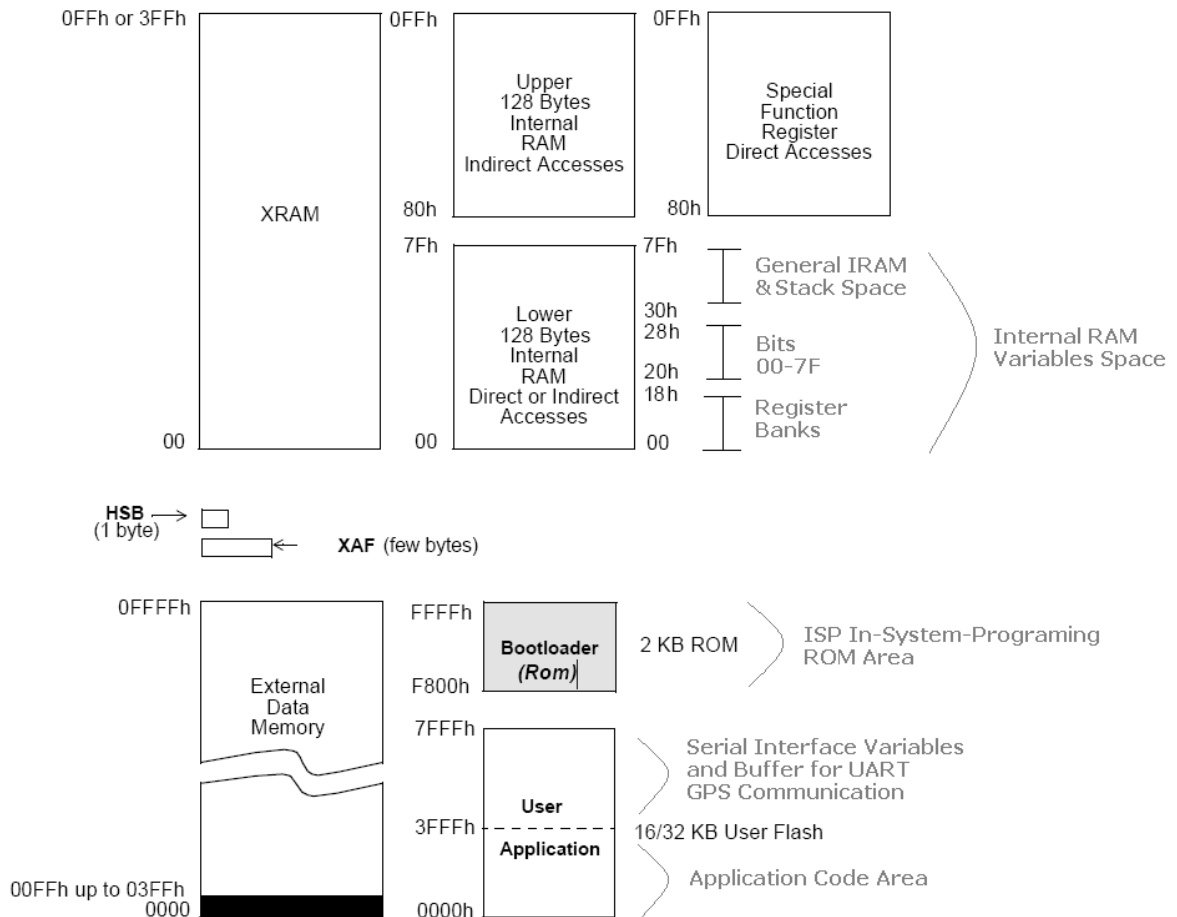 0FFh or 3FFh
XRAM
00
0FFh
Upper
128 Bytes
Internal
RAM
Indirect Accesses
80h
0FFh
Special
Function
Register
Direct Accesses
80h
7Fh
Lower
128 Bytes
Internal
RAM
Direct or Indirect
Accesses
00
7Fh
30h
28h
20h
18h
00
General IRAM
& Stack Space
Bits
00-7F
Register
Banks
Internal RAM
Variables Space
HSB
(1 byte)
XAF (few bytes)
0FFFFh
External
Data
Memory
00FFh up to 03FFh
0000
FFFFh
Bootloader
(Rom)
F800h
2 KB ROM
ISP In-System-Programing
ROM Area
7FFFh
User
3FFFh
Application
0000h
Serial Interface Variables
and Buffer for UART
GPS Communication
16/32 KB User Flash
Application Code Area